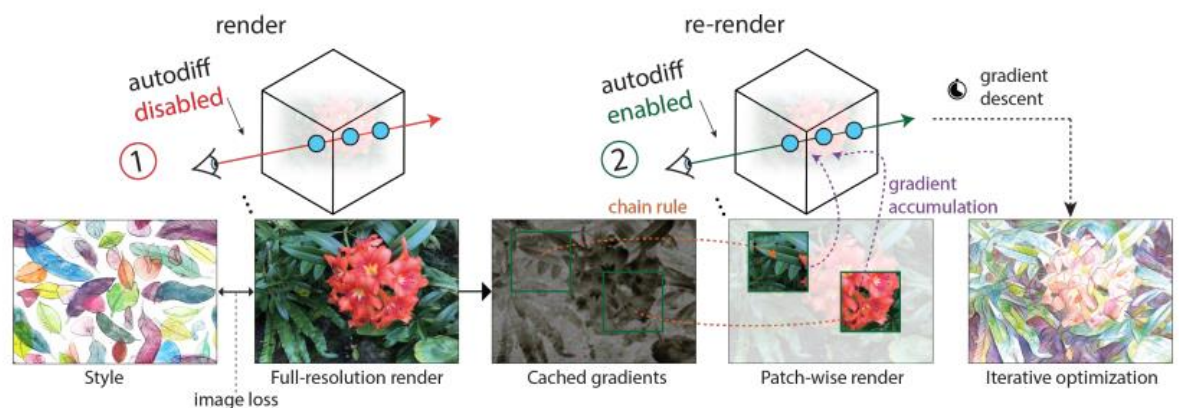 render
re-render
autodiff
disabled
autodiff
enabled
gradient
descent
1
2
chain rule
gradient
accumulation
Style
Full-resolution render
Cached gradients
Patch-wise render
Iterative optimization
image loss